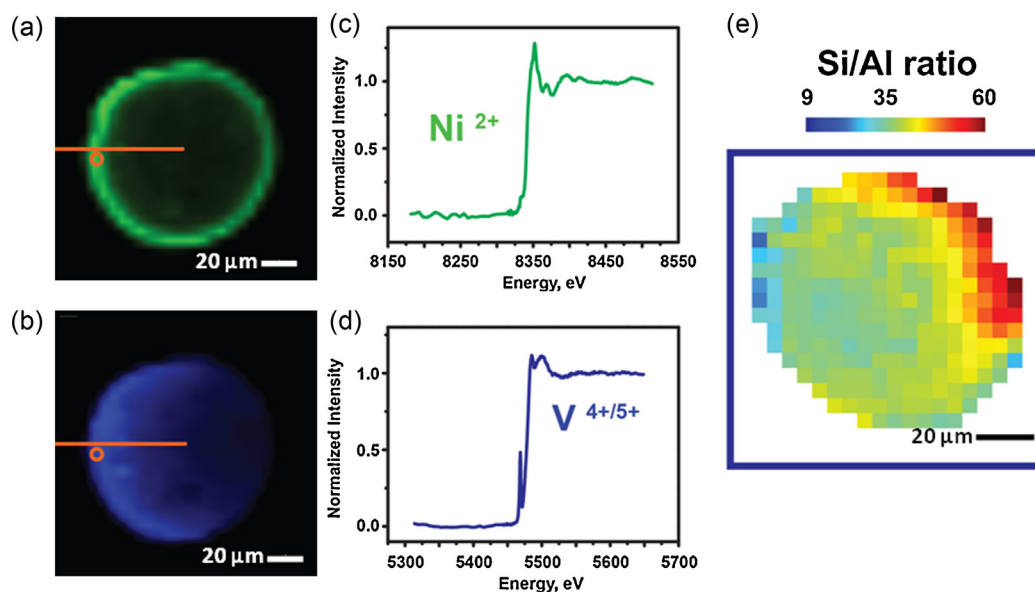 (a)
20 µm
(b)
20 µm
(c)
Normalized Intensity
1.0
0.5
0.0
Ni 2+
8150 8250 8350 8450 8550
Energy, eV
(d)
Normalized Intensity
1.0
0.5
0.0
V 4+/5+
5300 5400 5500 5600 5700
Energy, eV
(e)
Si/Al ratio
9 35 60
20 µm